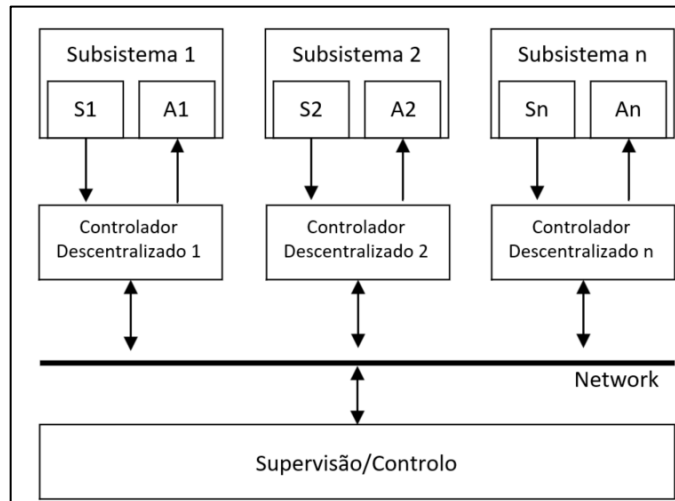 Subsistema 1
Subsistema 2
Subsistema n
S1
A1
S2
A2
Sn
An
Controlador
Descentralizado 1
Controlador
Descentralizado 2
Controlador
Descentralizado n
Network
Supervisão/Controlo